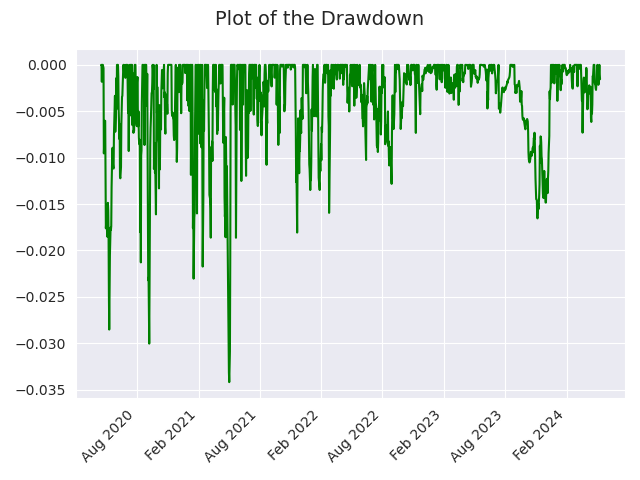 Plot of the Drawdown
0.000
−0.005
−0.010
−0.015
−0.020
−0.025
−0.030
−0.035
Aug 2020
Feb 2021
Aug 2021
Feb 2022
Aug 2022
Feb 2023
Aug 2023
Feb 2024